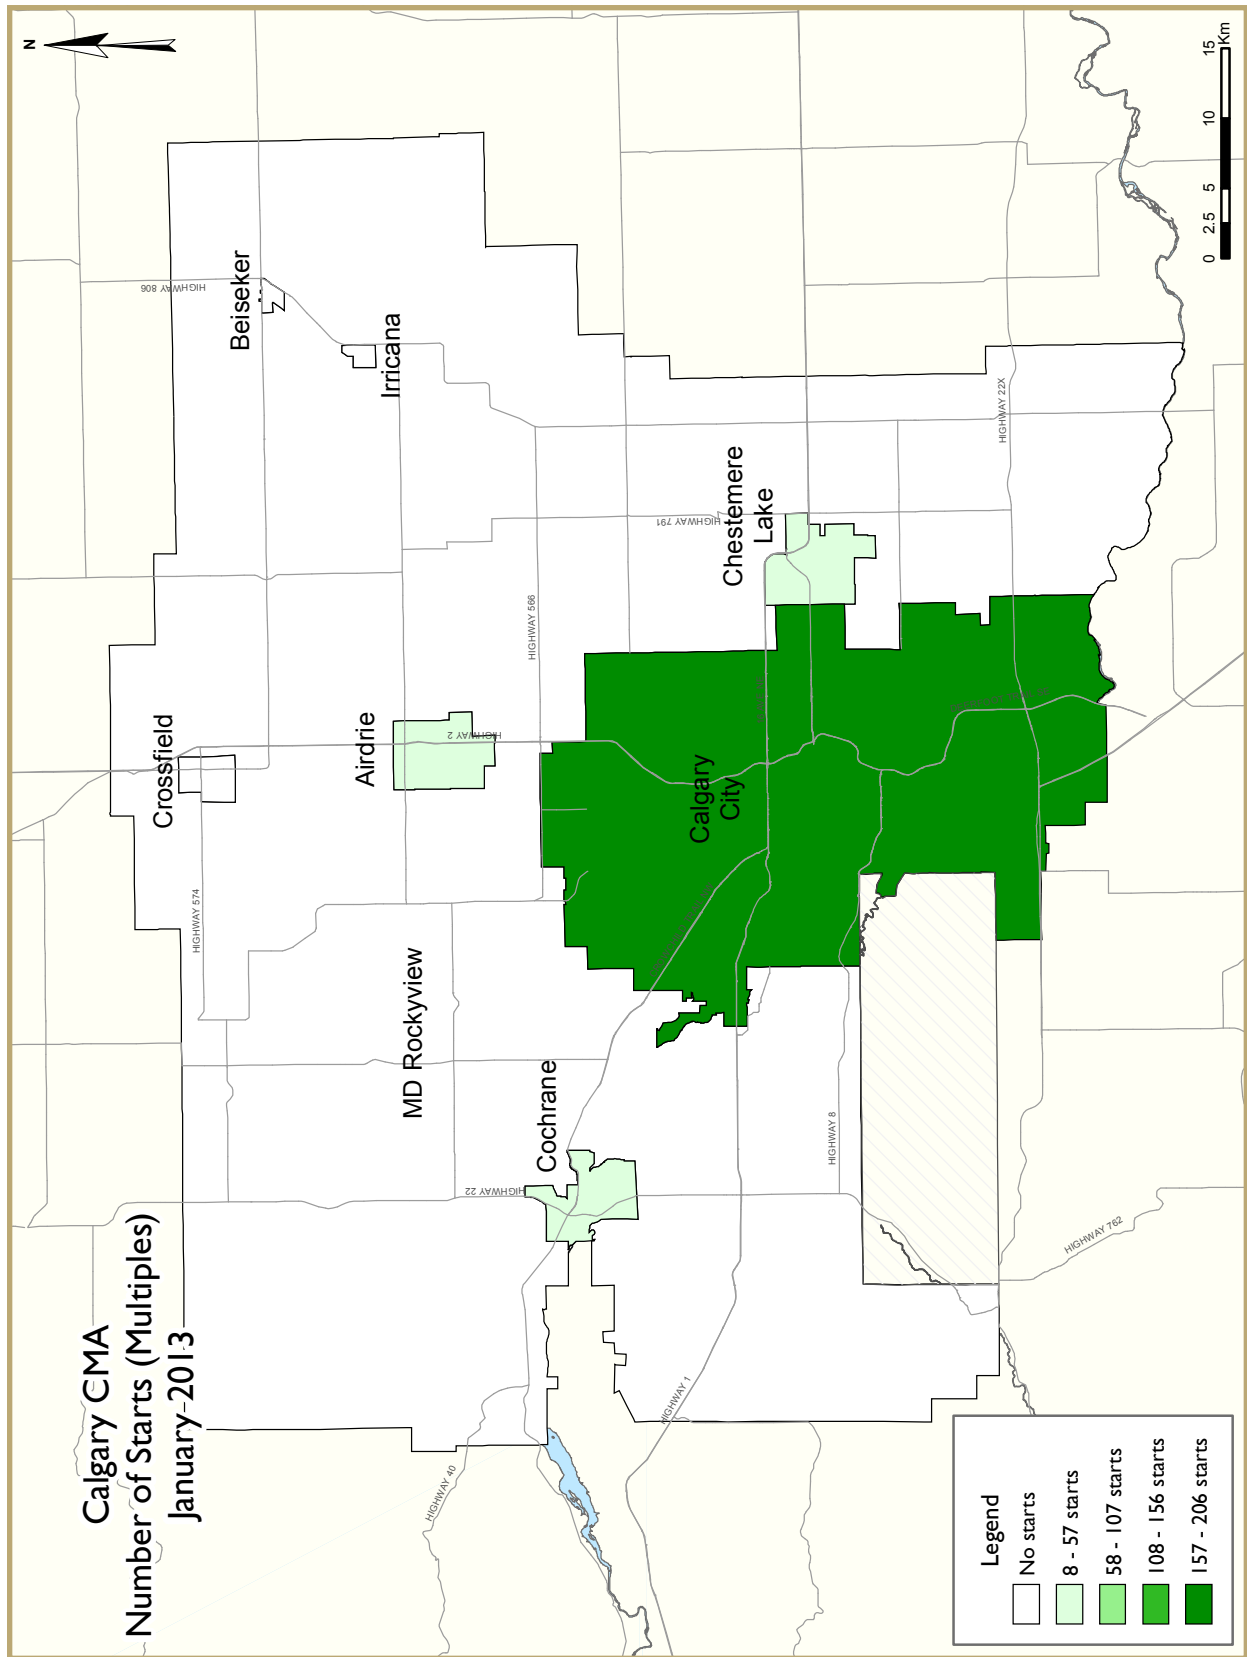 Calgary CMA
Number of Starts (Multiples)
January-2013
N
Crossfield
Beiseker
Irricana
Airdrie
MD Rockyview
Cochrane
Calgary
City
Chestemere
Lake
HIGHWAY 806
HIGHWAY 574
HIGHWAY 2
HIGHWAY 566
HIGHWAY 791
HIGHWAY 22
HIGHWAY 22X
HIGHWAY 8
HIGHWAY 1
HIGHWAY 40
HIGHWAY 762
Legend
No starts
8 - 57 starts
58 - 107 starts
108 - 156 starts
157 - 206 starts
0 2.5 5 10 15
Km